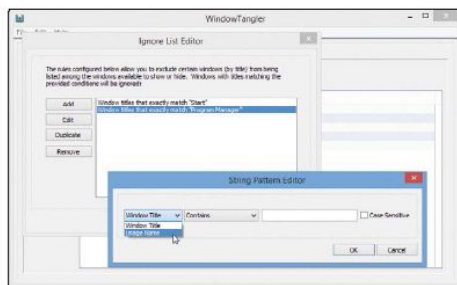 WindowTangler
Ignore List Editor
The rules configured below allow you to exclude certain windows (by title) from being
listed among the windows available to show or hide. Windows with titles matching the
provided conditions will be ignored:
Add
Window titles that exactly match "Start"
Window titles that exactly match "Program Manager"
Edit
Duplicate
Remove
String Pattern Editor
Window Title
Contains
Case Sensitive
Window Title
Image Name
OK
Cancel